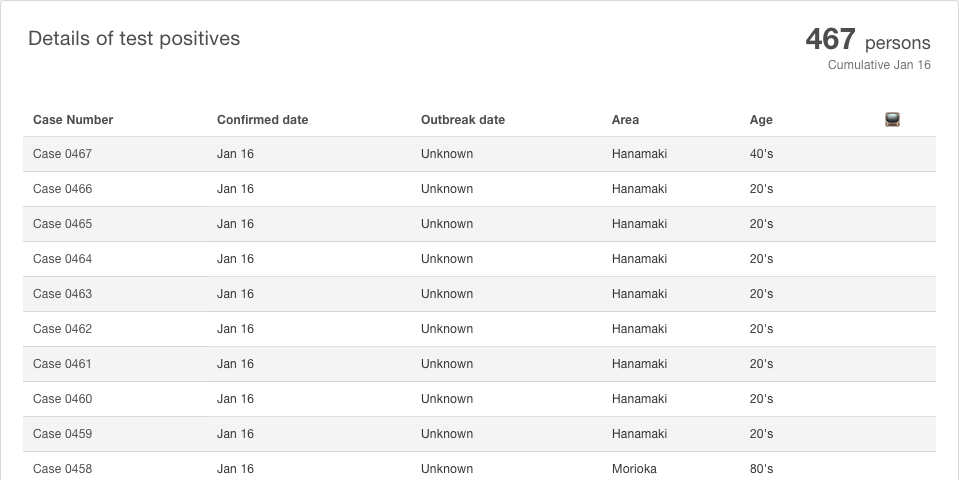 Details of test positives
467 persons
Cumulative Jan 16
Case Number Confirmed date Outbreak date Area Age
Case 0467 Jan 16 Unknown Hanamaki 40's
Case 0466 Jan 16 Unknown Hanamaki 20's
Case 0465 Jan 16 Unknown Hanamaki 20's
Case 0464 Jan 16 Unknown Hanamaki 20's
Case 0463 Jan 16 Unknown Hanamaki 20's
Case 0462 Jan 16 Unknown Hanamaki 20's
Case 0461 Jan 16 Unknown Hanamaki 20's
Case 0460 Jan 16 Unknown Hanamaki 20's
Case 0459 Jan 16 Unknown Hanamaki 20's
Case 0458 Jan 16 Unknown Morioka 80's